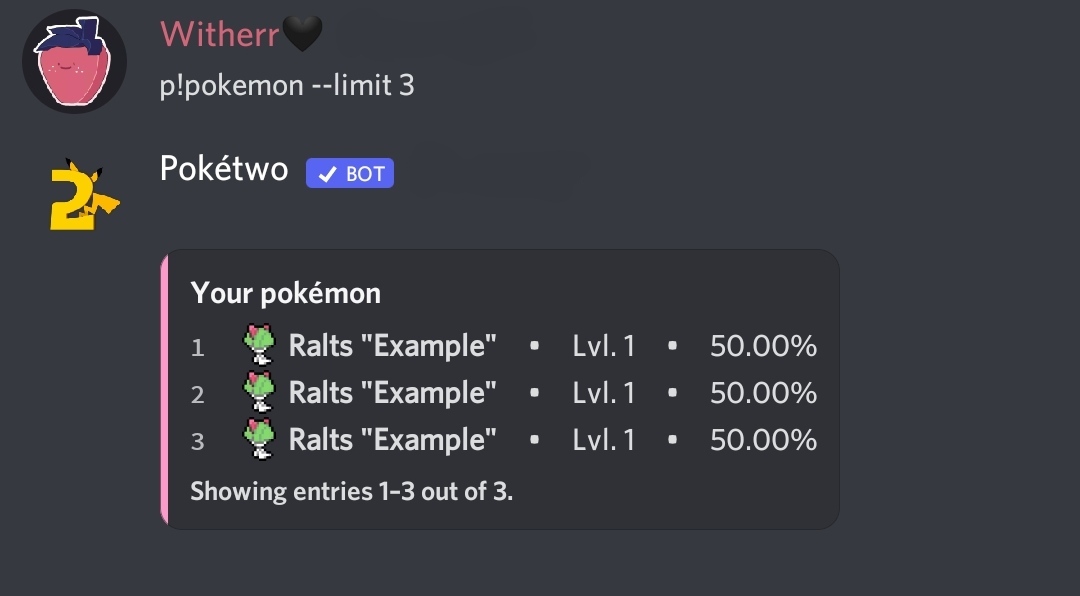 Witherr🖤
p!pokemon --limit 3
Pokétwo ✔ BOT
Your pokémon
1 Ralts "Example" • Lvl. 1 • 50.00%
2 Ralts "Example" • Lvl. 1 • 50.00%
3 Ralts "Example" • Lvl. 1 • 50.00%
Showing entries 1–3 out of 3.